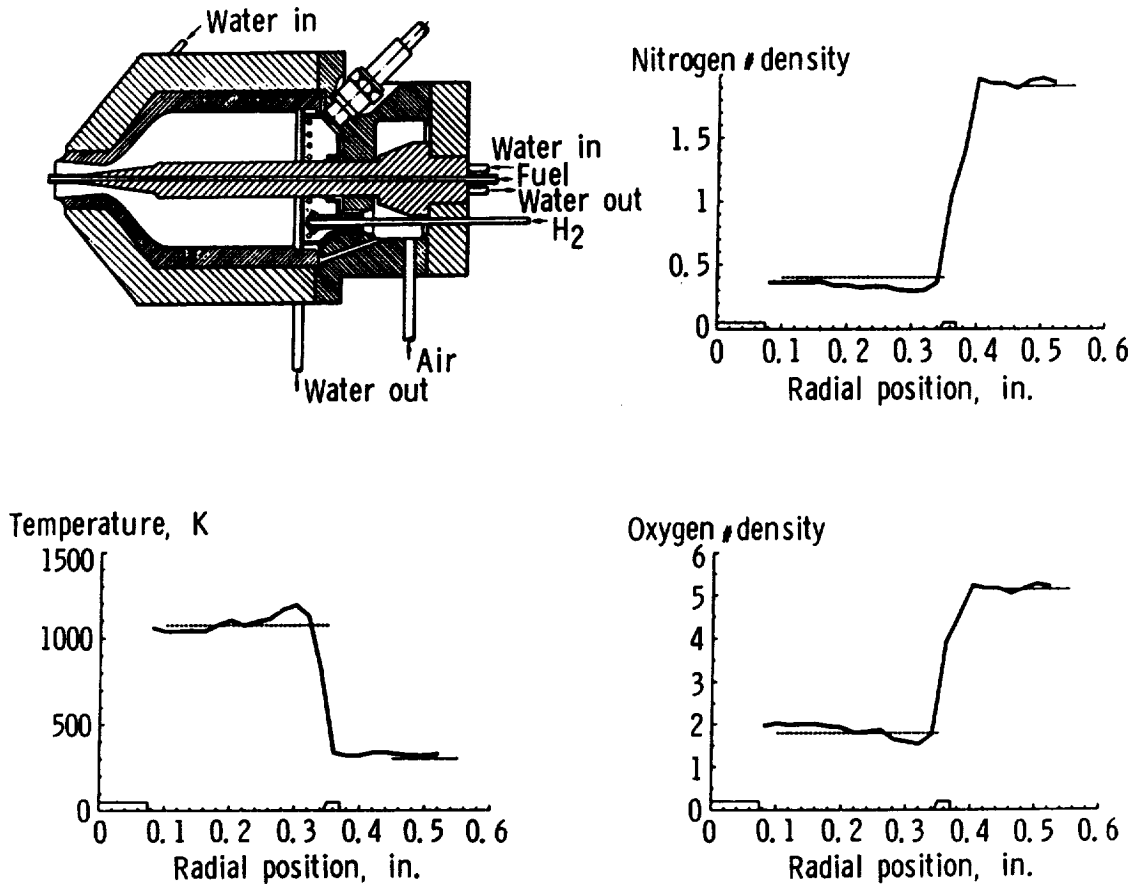 Water in
Water in
Fuel
Water out
H2
Air
Water out
Nitrogen # density
1.5
1
0.5
0
0 0.1 0.2 0.3 0.4 0.5 0.6
Radial position, in.
Temperature, K
1500
1000
500
0
0 0.1 0.2 0.3 0.4 0.5 0.6
Radial position, in.
Oxygen # density
6
5
4
3
2
1
0
0 0.1 0.2 0.3 0.4 0.5 0.6
Radial position, in.